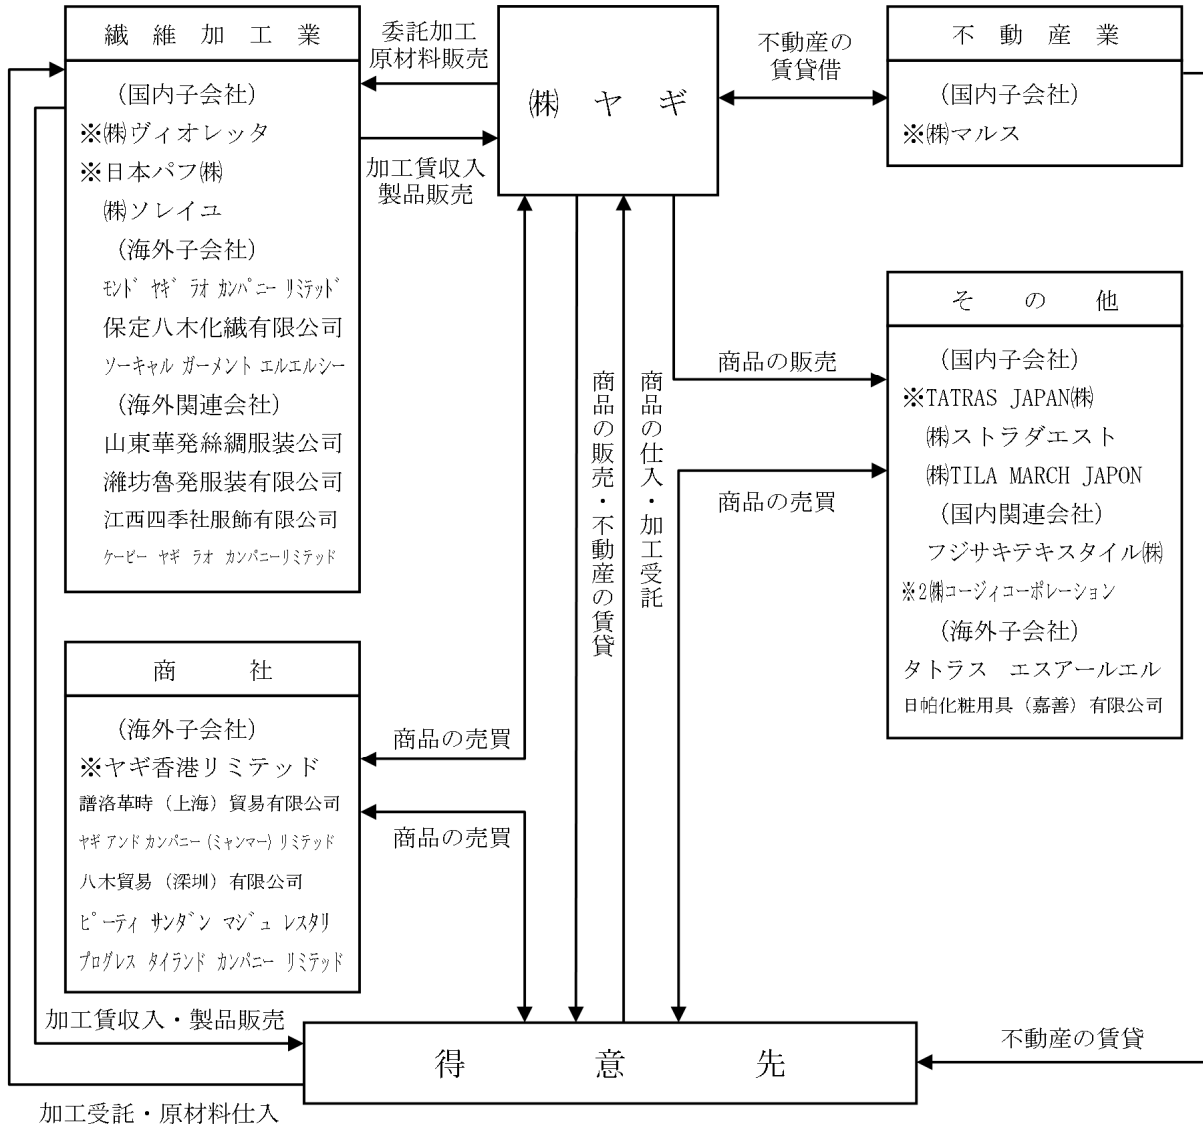 繊維加工業
(国内子会社)
※㈱ヴィオレッタ
※日本パフ㈱
㈱ソレイユ
(海外子会社)
モンド ヤギ ラオ カンパニー リミテッド
保定八木化繊有限公司
ソーキャル ガーメント エルエルシー
(海外関連会社)
山東華発絲綢服装公司
濰坊魯発服装有限公司
江西四季社服飾有限公司
ケービー ヤギ ラオ カンパニーリミテッド
委託加工
原材料販売
加工賃収入
製品販売
㈱ヤギ
不動産の
賃貸借
不動産業
(国内子会社)
※㈱マルス
その他
(国内子会社)
※TATRAS JAPAN㈱
㈱ストラダエスト
㈱TILA MARCH JAPON
(国内関連会社)
フジサキテキスタイル㈱
※2㈱コージィコーポレーション
(海外子会社)
タトラス エスアールエル
日帕化粧用具(嘉善)有限公司
商品の販売
商品の売買
商品の販売・不動産の賃貸
商品の仕入・加工受託
商社
(海外子会社)
※ヤギ香港リミテッド
譜洛革時(上海)貿易有限公司
ヤギ アンド カンパニー(ミャンマー) リミテッド
八木貿易(深圳)有限公司
ピーティ サンダン マジュ レスタリ
プログレス タイランド カンパニー リミテッド
商品の売買
商品の売買
加工賃収入・製品販売
得意先
不動産の賃貸
加工受託・原材料仕入